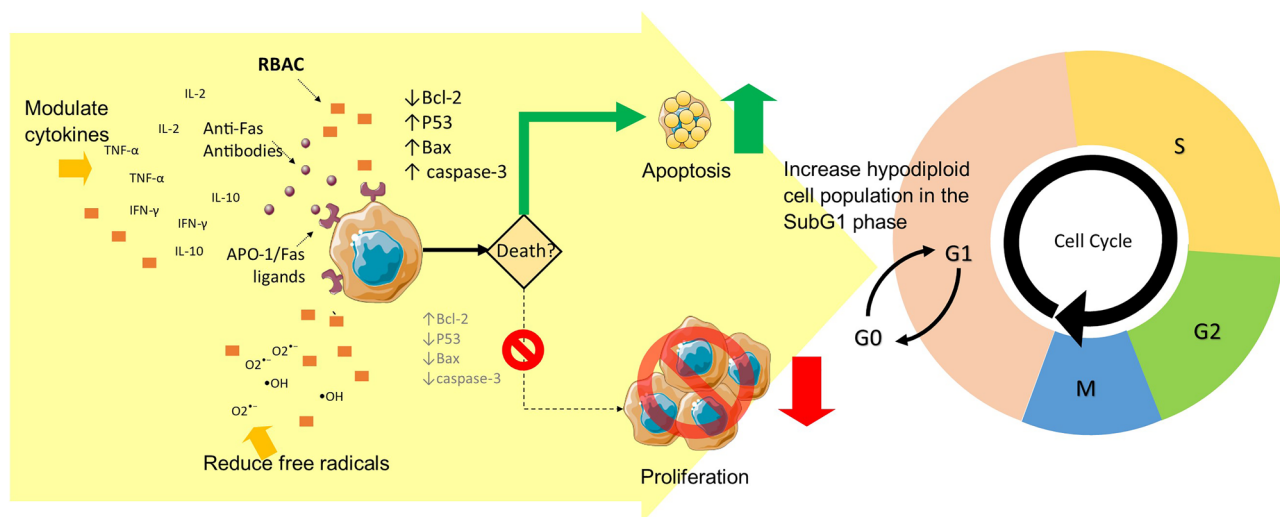 RBAC
Modulate
cytokines
IL-2
IL-2
TNF-α
TNF-α
IFN-γ
IFN-γ
IL-10
IL-10
Anti-Fas
Antibodies
APO-1/Fas
ligands
↓Bcl-2
↑P53
↑Bax
↑ caspase-3
Death?
↑Bcl-2
↓P53
↓Bax
↓caspase-3
O2•−
O2•−
•OH
•OH
O2•−
Reduce free radicals
Apoptosis
Proliferation
Increase hypodiploid
cell population in the
SubG1 phase
G0
G1
S
G2
M
Cell Cycle